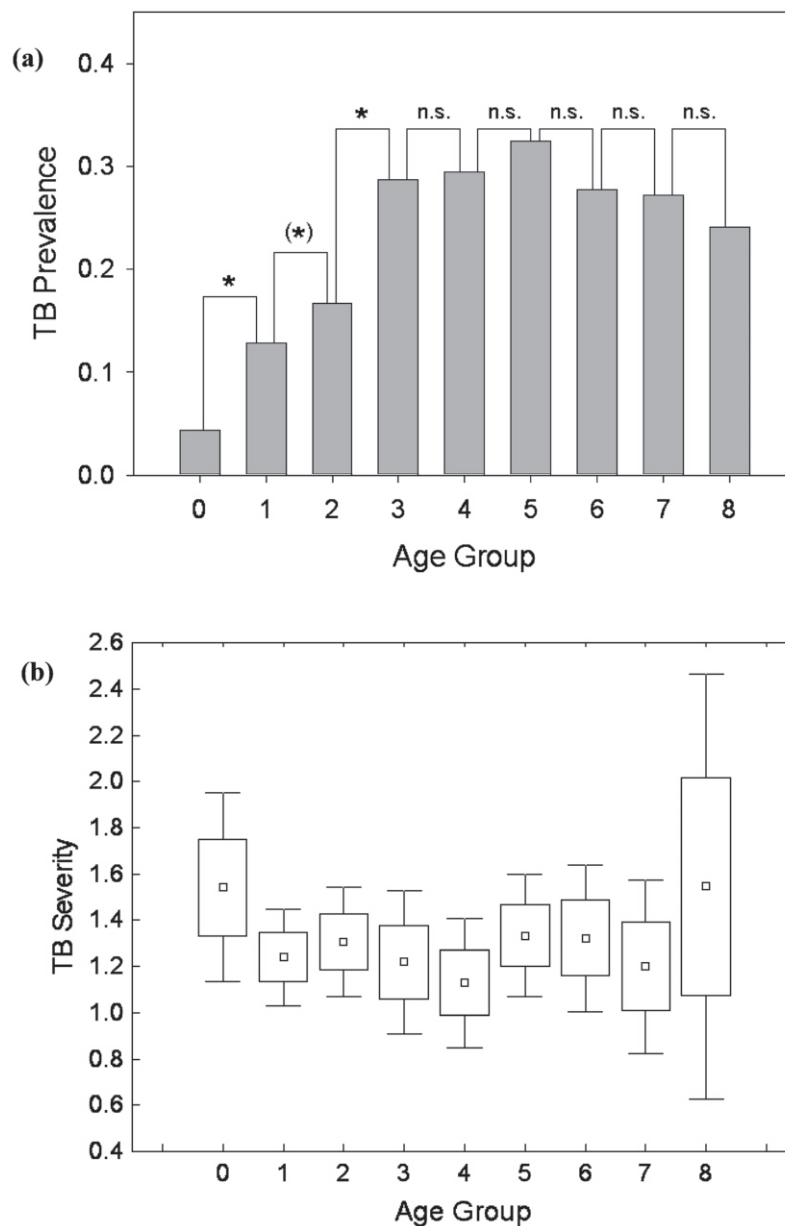 (a)
TB Prevalence
0.4
0.3
0.2
0.1
0.0
* (*) * n.s. n.s. n.s. n.s. n.s.
0 1 2 3 4 5 6 7 8
Age Group
(b)
TB Severity
2.6
2.4
2.2
2.0
1.8
1.6
1.4
1.2
1.0
0.8
0.6
0.4
0 1 2 3 4 5 6 7 8
Age Group